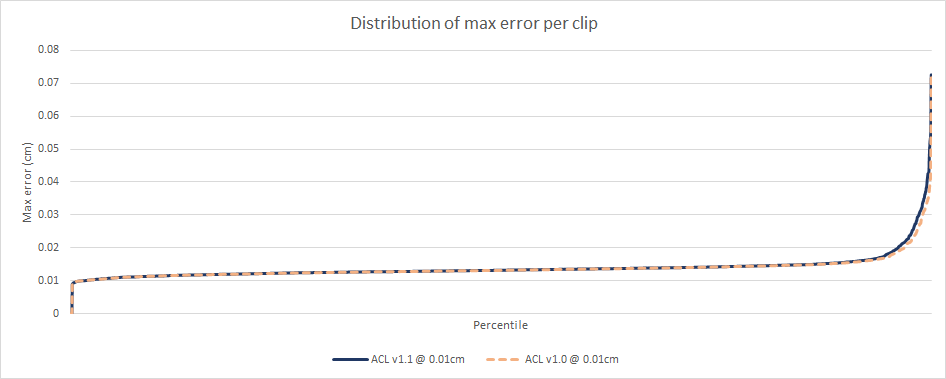 Distribution of max error per clip
0.08
0.07
0.06
0.05
0.04
0.03
0.02
0.01
0
Max error (cm)
Percentile
ACL v1.1 @ 0.01cm ACL v1.0 @ 0.01cm